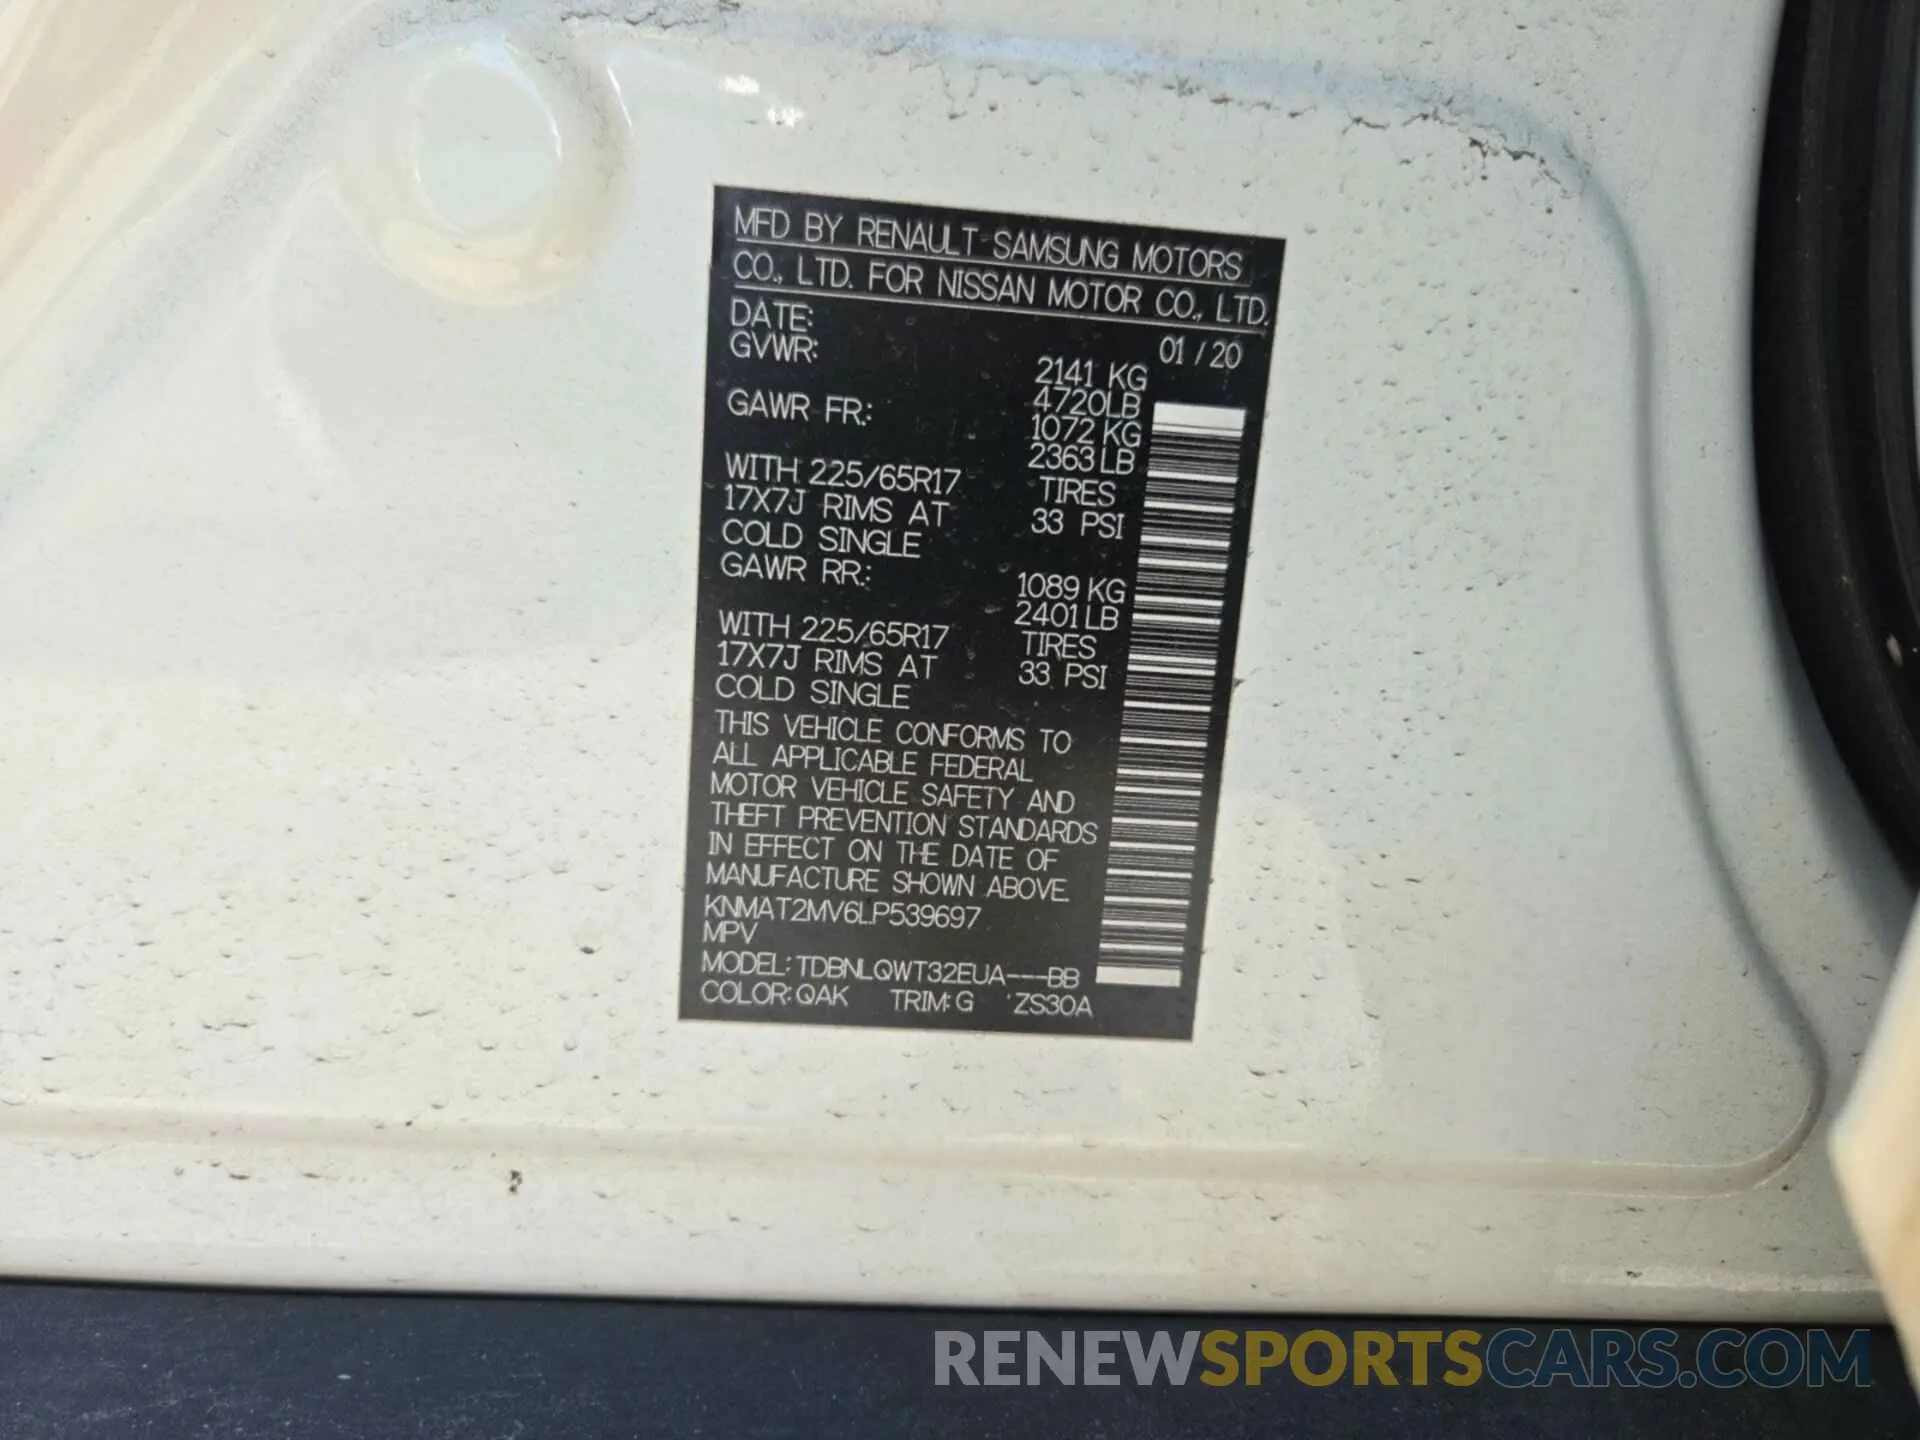 MFD BY RENAULT SAMSUNG MOTORS
CO., LTD. FOR NISSAN MOTOR CO., LTD.
DATE: 01 / 20
GVWR: 2141 KG
4720LB
GAWR FR.: 1072 KG
2363 LB
WITH 225/65R17 TIRES
17X7J RIMS AT 33 PSI
COLD SINGLE
GAWR RR.: 1089 KG
2401 LB
WITH 225/65R17 TIRES
17X7J RIMS AT 33 PSI
COLD SINGLE
THIS VEHICLE CONFORMS TO
ALL APPLICABLE FEDERAL
MOTOR VEHICLE SAFETY AND
THEFT PREVENTION STANDARDS
IN EFFECT ON THE DATE OF
MANUFACTURE SHOWN ABOVE.
KNMAT2MV6LP539697
MPV
MODEL: TDBNLQWT32EUA---BB
COLOR: QAK TRIM: G ZS30A
RENEWSPORTSCARS.COM